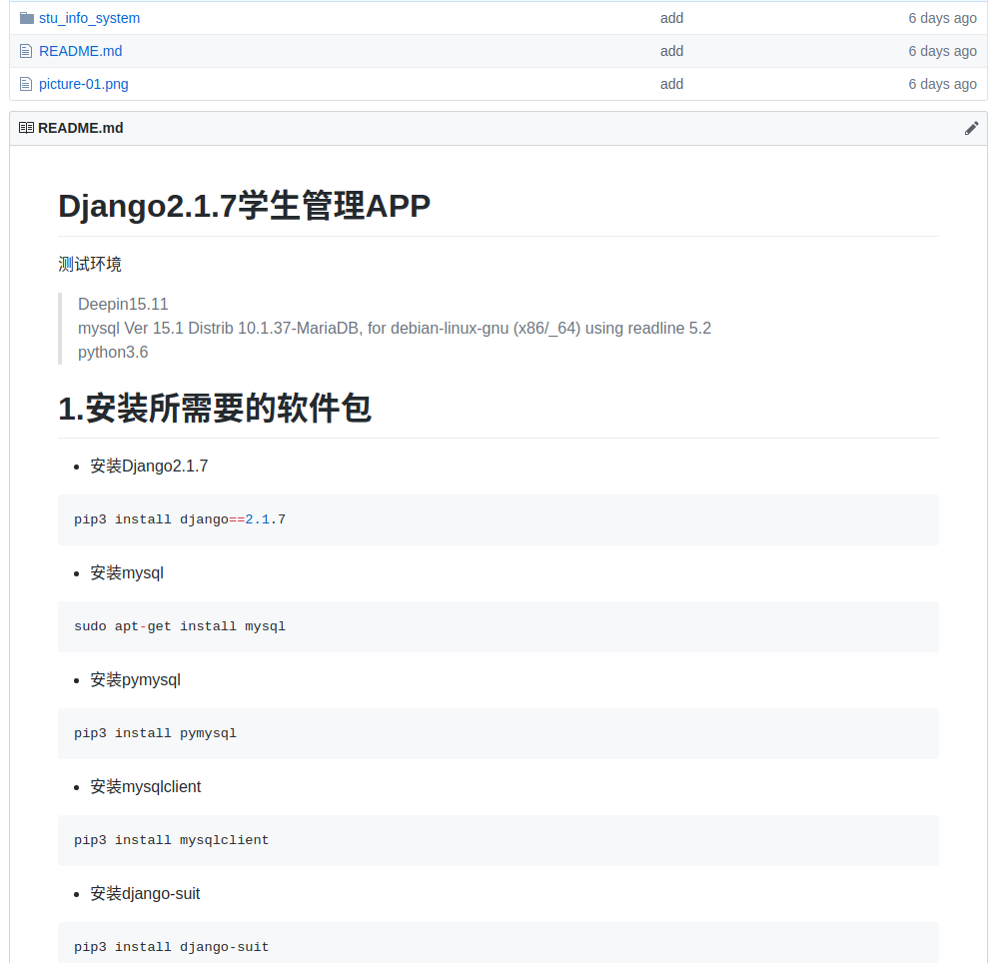 stu_info_system add 6 days ago
README.md add 6 days ago
picture-01.png add 6 days ago
README.md
Django2.1.7学生管理APP
测试环境
Deepin15.11
mysql Ver 15.1 Distrib 10.1.37-MariaDB, for debian-linux-gnu (x86/_64) using readline 5.2
python3.6
1.安装所需要的软件包
• 安装Django2.1.7
pip3 install django==2.1.7
• 安装mysql
sudo apt-get install mysql
• 安装pymysql
pip3 install pymysql
• 安装mysqlclient
pip3 install mysqlclient
• 安装django-suit
pip3 install django-suit